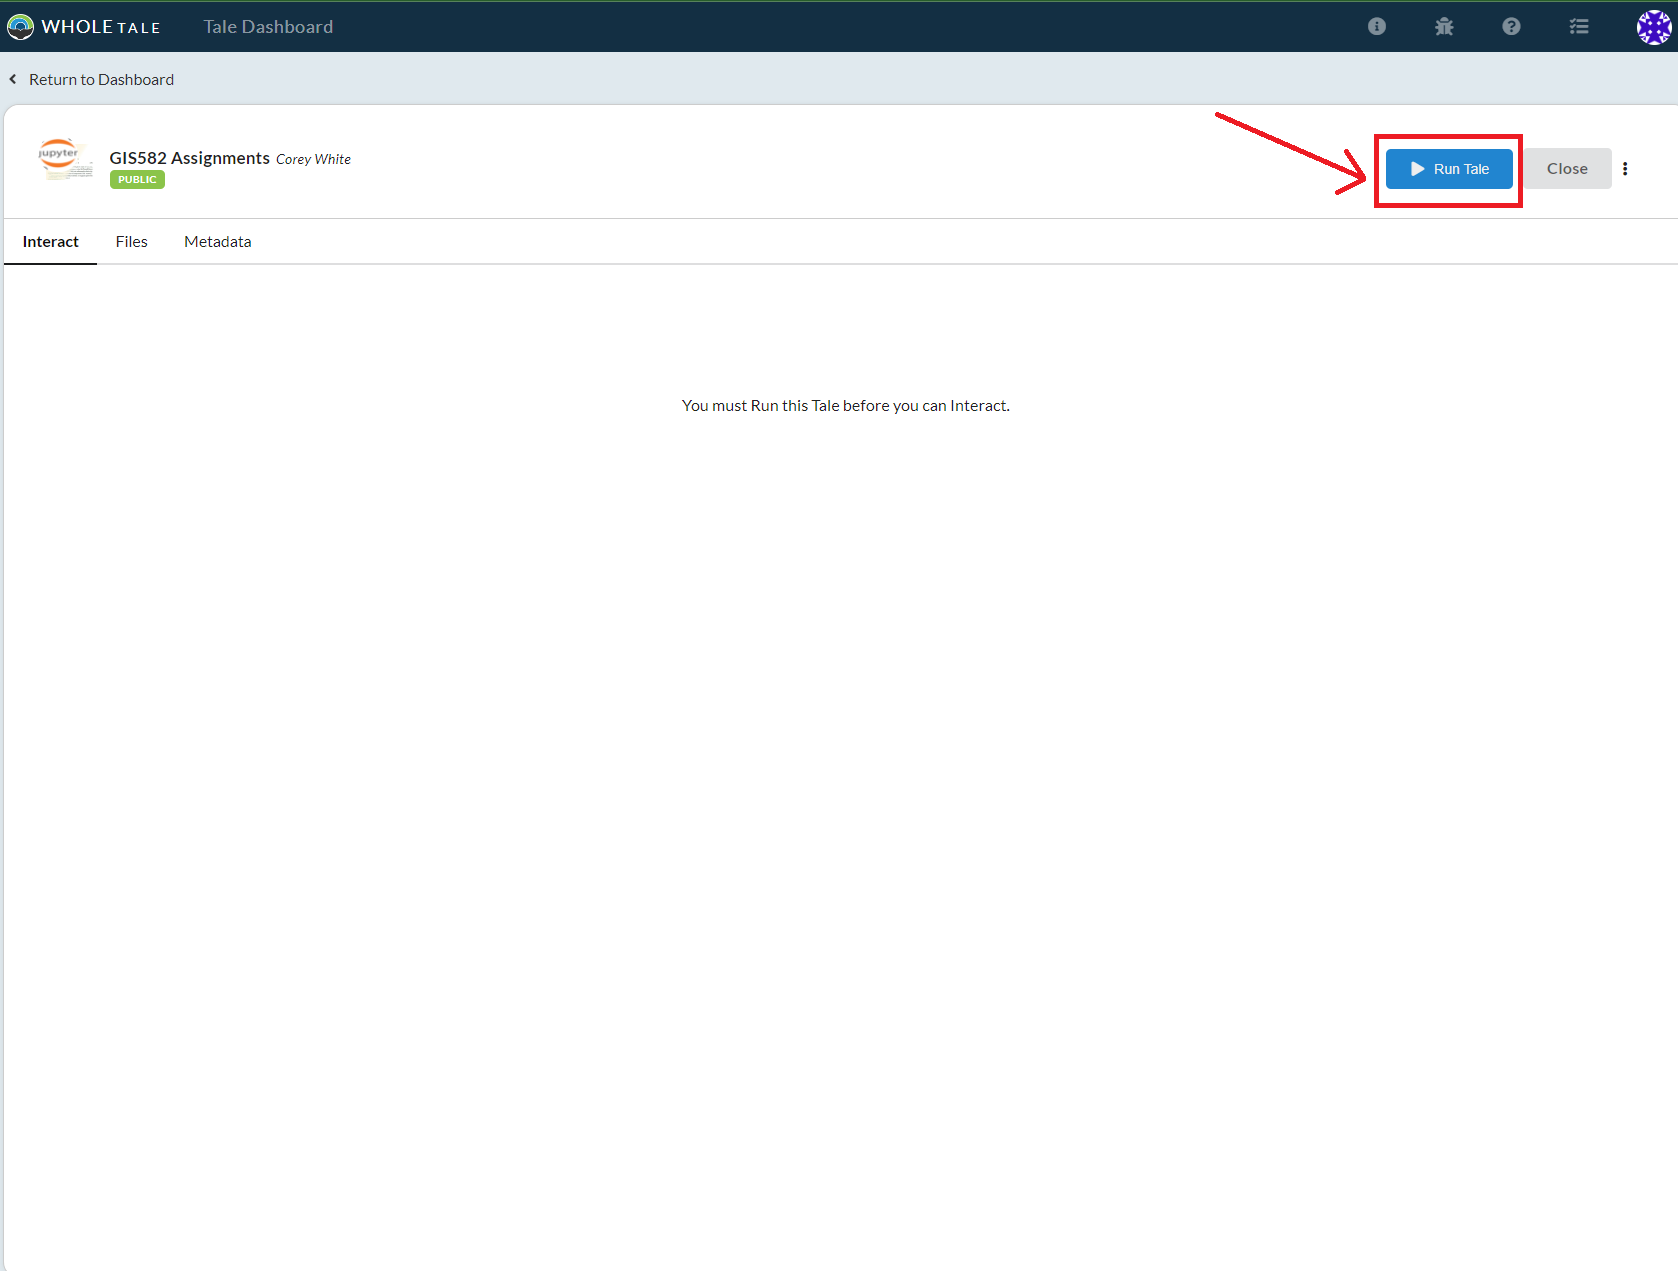 WHOLE TALE Tale Dashboard
Return to Dashboard
jupyter
GIS582 Assignments Corey White
PUBLIC
Run Tale
Close
Interact Files Metadata
You must Run this Tale before you can Interact.